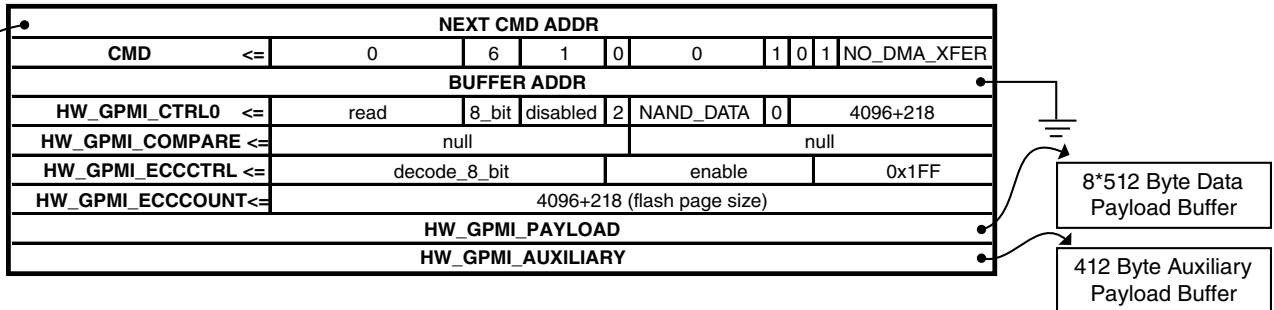 NEXT CMD ADDR
CMD <= 0 6 1 0 0 1 0 1 NO_DMA_XFER
BUFFER ADDR
HW_GPMI_CTRL0 <= read 8_bit disabled 2 NAND_DATA 0 4096+218
HW_GPMI_COMPARE <= null null
HW_GPMI_ECCCTRL <= decode_8_bit enable 0x1FF
HW_GPMI_ECCCOUNT<= 4096+218 (flash page size)
HW_GPMI_PAYLOAD
HW_GPMI_AUXILIARY
8*512 Byte Data
Payload Buffer
412 Byte Auxiliary
Payload Buffer